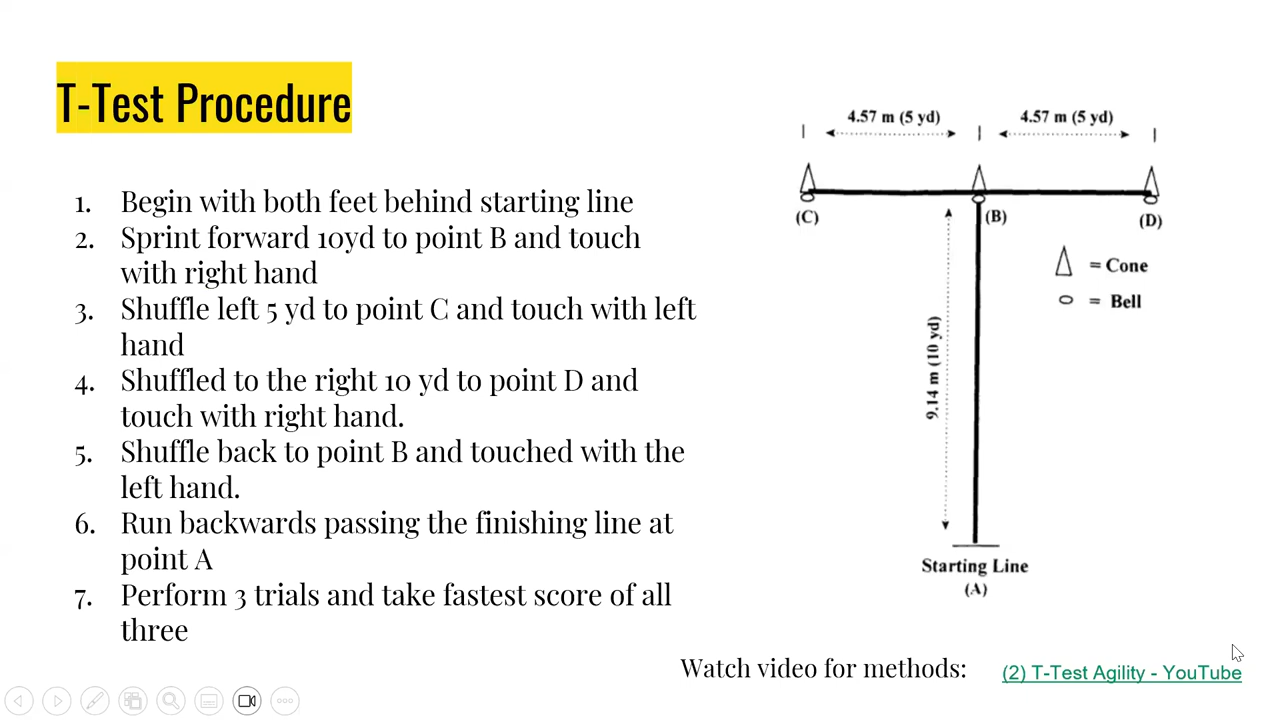 T-Test Procedure
1. Begin with both feet behind starting line
2. Sprint forward 10yd to point B and touch
with right hand
3. Shuffle left 5 yd to point C and touch with left
hand
4. Shuffled to the right 10 yd to point D and
touch with right hand.
5. Shuffle back to point B and touched with the
left hand.
6. Run backwards passing the finishing line at
point A
7. Perform 3 trials and take fastest score of all
three
4.57 m (5 yd)
4.57 m (5 yd)
(C)
(B)
(D)
= Cone
= Bell
9.14 m (10 yd)
Starting Line
(A)
Watch video for methods:
(2) T-Test Agility - YouTube